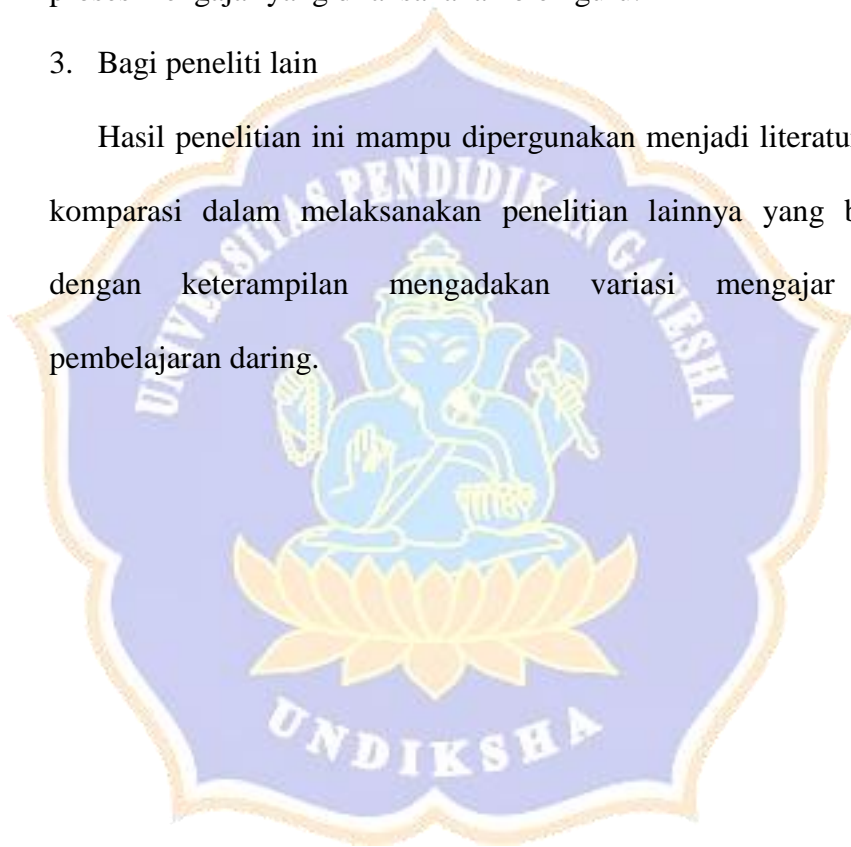 3. Bagi peneliti lain
Hasil penelitian ini mampu dipergunakan menjadi literatur
komparasi dalam melaksanakan penelitian lainnya yang
dengan keterampilan mengadakan variasi mengajar
pembelajaran daring.
UNIVERSITAS PENDIDIKAN GANESHA
UNDIKSHA